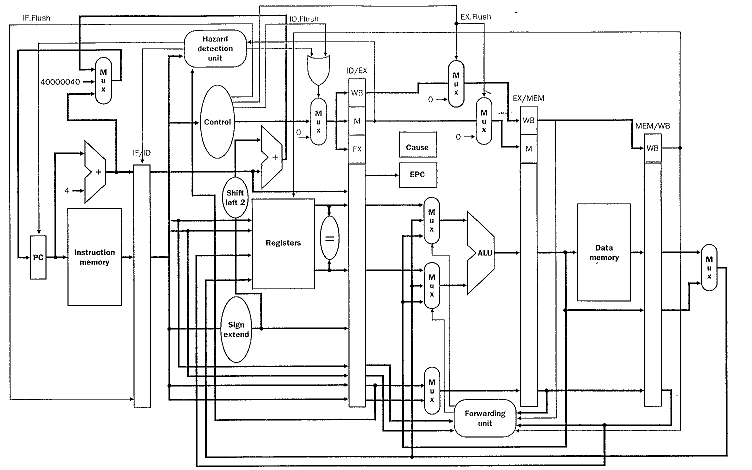 IF.Flush
ID.Flush
EX.Flush
Hazard
detection
unit
M
u
x
40000040
ID/EX
WB
M
u
x
0
EX/MEM
Control
M
u
x
0
M
M
u
x
0
WB
MEM/WB
IF/ID
+
EX
Cause
M
WB
+
4
Shift
left 2
EPC
PC
Instruction
memory
Registers
=
M
u
x
ALU
Data
memory
M
u
x
M
u
x
Sign
extend
M
u
x
Forwarding
unit